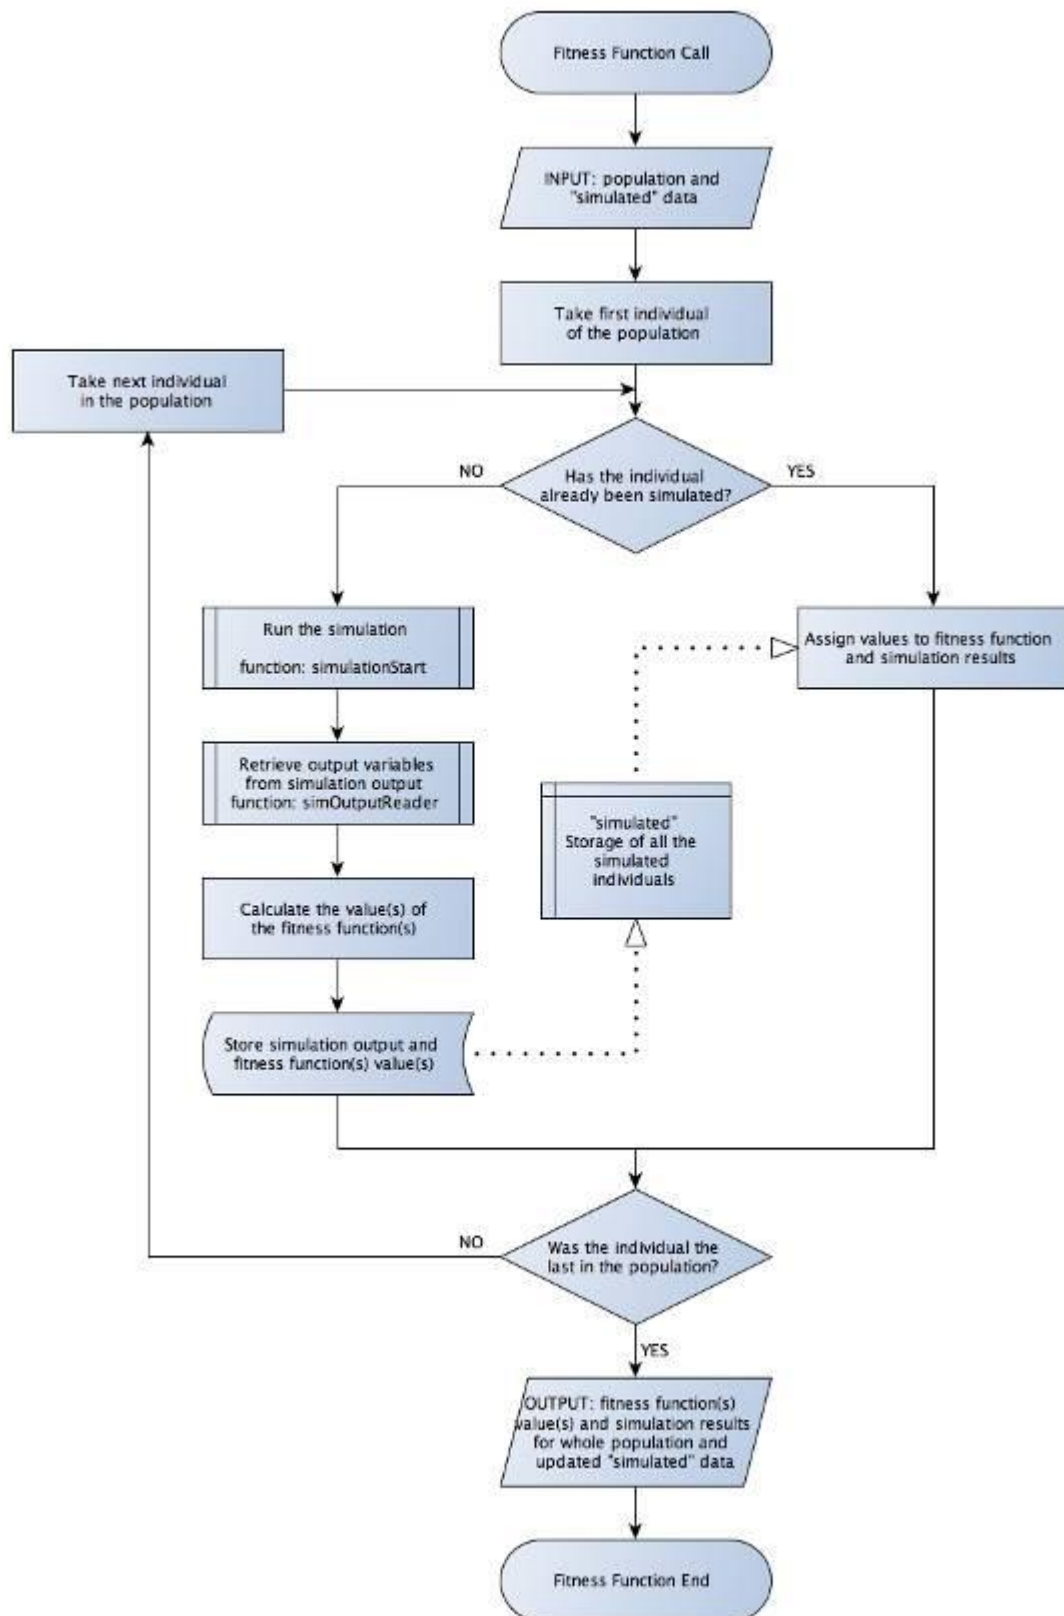 Fitness Function Call
INPUT: population and
"simulated" data
Take first individual
of the population
Take next individual
in the population
NO
Has the individual
already been simulated?
YES
Run the simulation
function: simulationStart
Assign values to fitness function
and simulation results
Retrieve output variables
from simulation output
function: simOutputReader
"simulated"
Storage of all the
simulated
individuals
Calculate the value(s) of
the fitness function(s)
Store simulation output and
fitness function(s) value(s)
NO
Was the individual the
last in the population?
YES
OUTPUT: fitness function(s)
value(s) and simulation results
for whole population and
updated "simulated" data
Fitness Function End